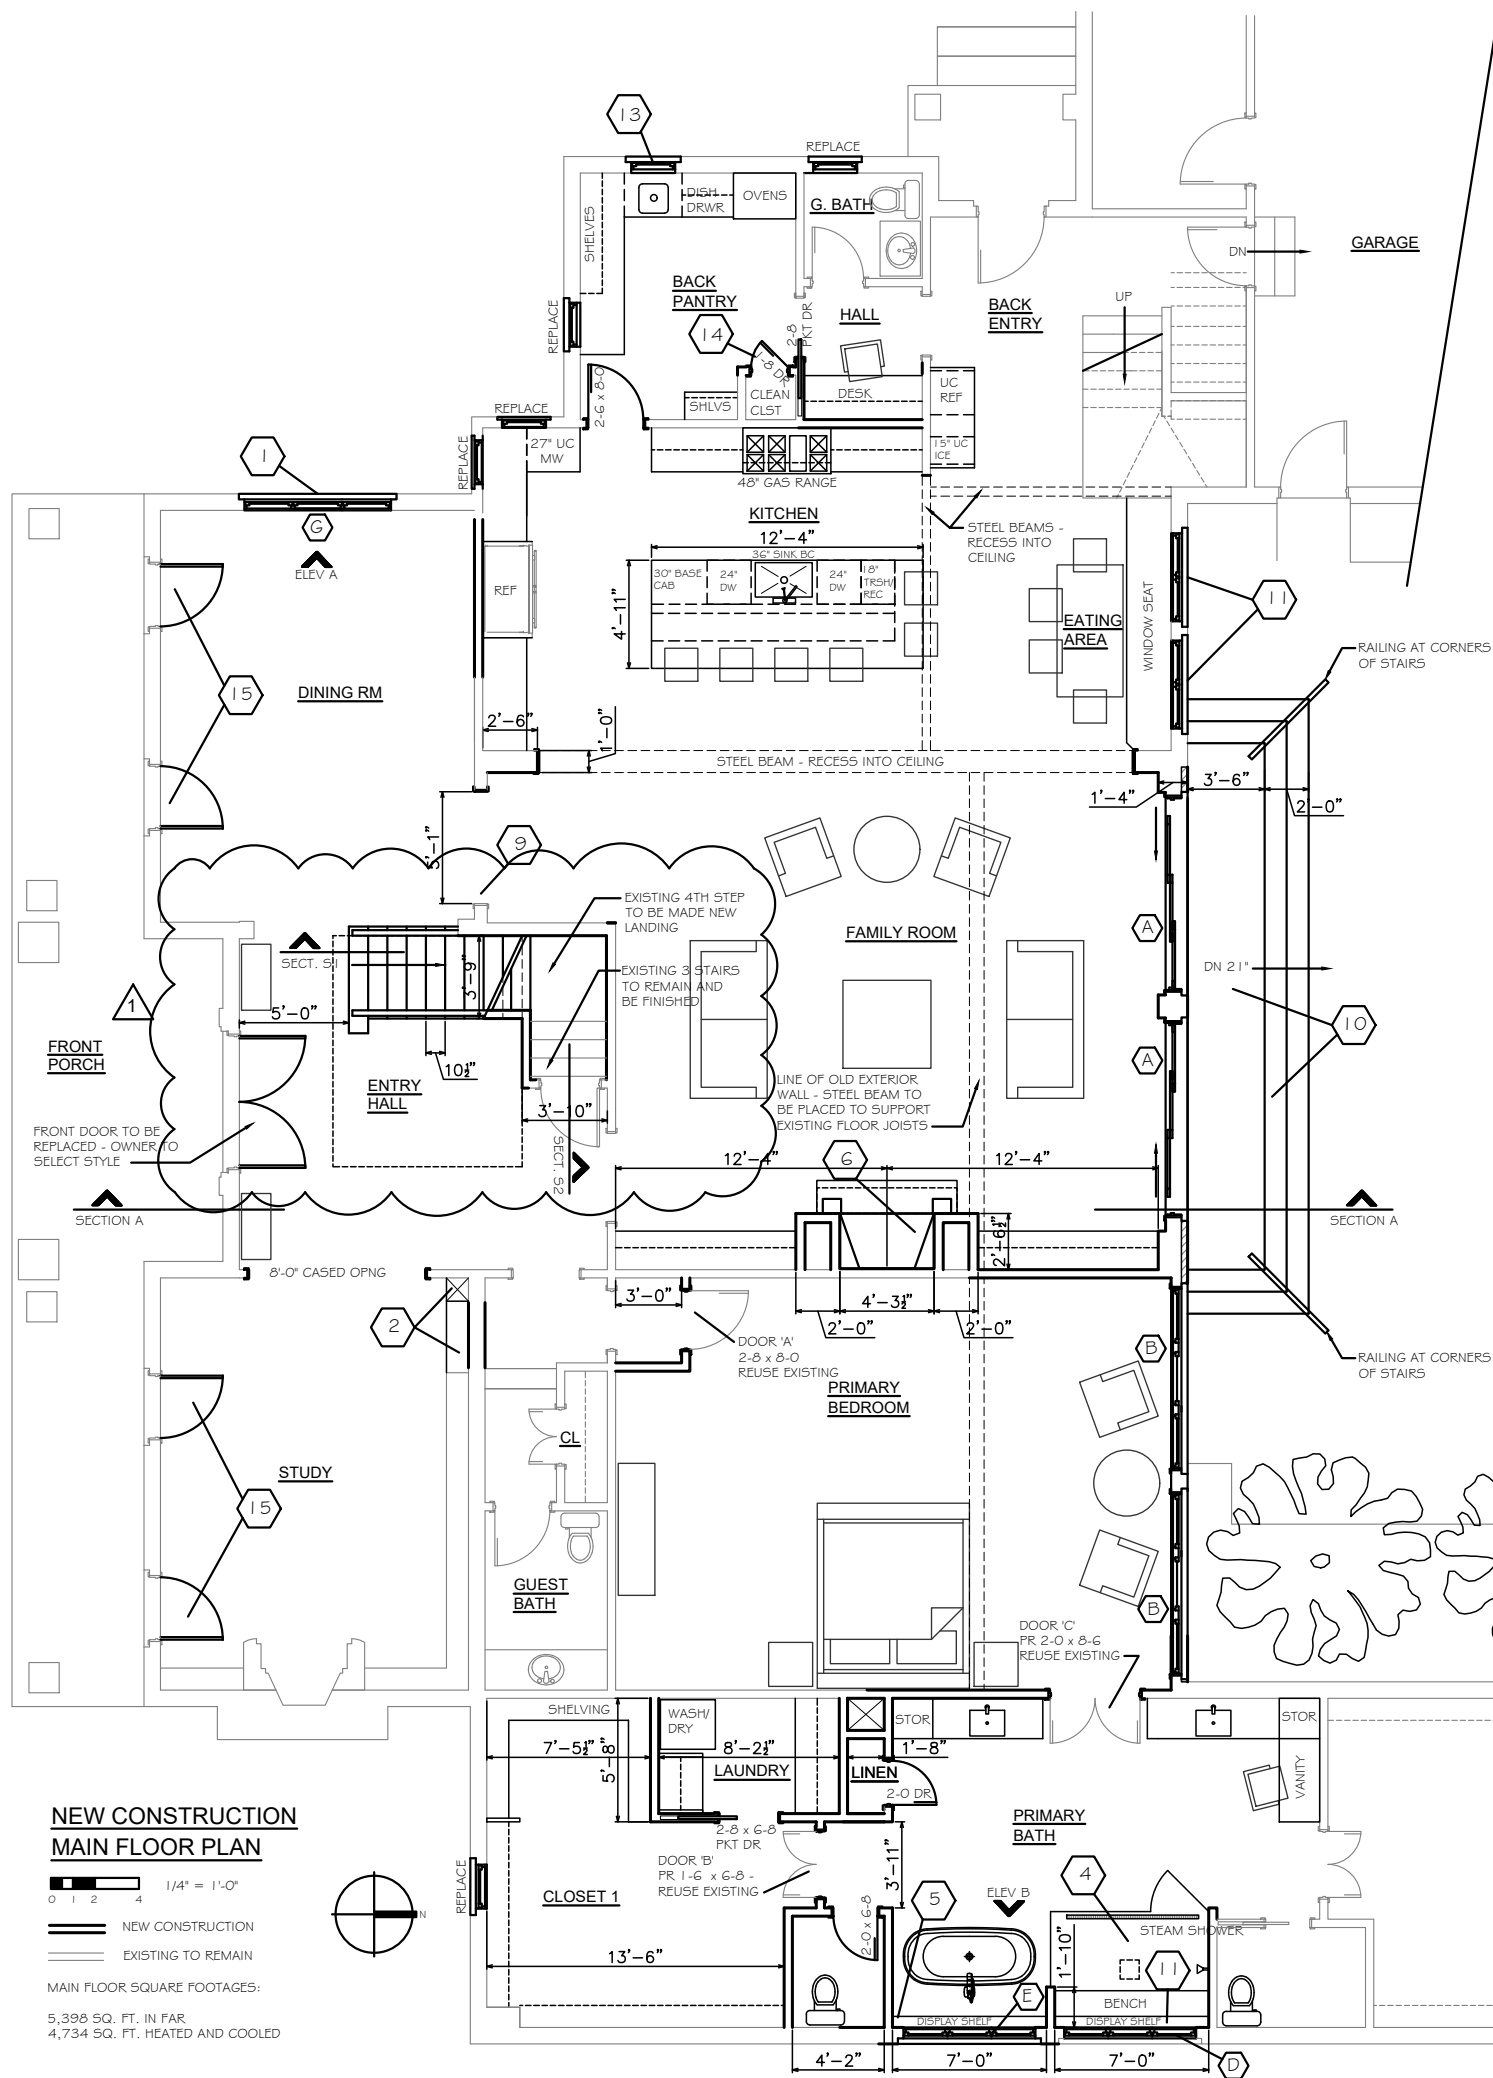 13
REPLACE
DISH
DRWR
OVENS
G. BATH
SHELVES
DN
GARAGE
BACK
PANTRY
HALL
BACK
ENTRY
UP
REPLACE
14
2-8
PKT DR
1-8 DR
2-6 x 8-0
SHLVS
CLEAN
CLST
DESK
UC
REF
REPLACE
27" UC
MW
15" UC
ICE
REPLACE
1
48" GAS RANGE
G
ELEV A
KITCHEN
12'-4"
36" SINK BC
STEEL BEAMS -
RECESS INTO
CEILING
REF
30" BASE
CAB
24"
DW
24"
DW
18"
TRSH/
REC
4'-11"
EATING
AREA
WINDOW SEAT
11
RAILING AT CORNERS
OF STAIRS
15
DINING RM
2'-6"
1'-0"
STEEL BEAM - RECESS INTO CEILING
1'-4"
3'-6"
2'-0"
5'-1"
9
EXISTING 4TH STEP
TO BE MADE NEW
LANDING
FAMILY ROOM
A
SECT. S1
EXISTING 3 STAIRS
TO REMAIN AND
BE FINISHED
3'-9"
DN 21"
1
5'-0"
10
FRONT
PORCH
10½"
ENTRY
HALL
A
LINE OF OLD EXTERIOR
WALL - STEEL BEAM TO
BE PLACED TO SUPPORT
EXISTING FLOOR JOISTS
3'-10"
FRONT DOOR TO BE
REPLACED - OWNER TO
SELECT STYLE
SECT. S2
12'-4"
6
12'-4"
SECTION A
SECTION A
2'-6½"
8'-0" CASED OPNG
3'-0"
4'-3½"
2'-0"
2'-0"
2
DOOR 'A'
2-8 x 8-0
REUSE EXISTING
B
RAILING AT CORNERS
OF STAIRS
PRIMARY
BEDROOM
CL
STUDY
15
GUEST
BATH
B
DOOR 'C'
PR 2-0 x 8-6
REUSE EXISTING
SHELVING
WASH/
DRY
STOR
STOR
7'-5½"
5'-8"
8'-2½"
1'-8"
LAUNDRY
LINEN
VANITY
2-0 DR
NEW CONSTRUCTION
MAIN FLOOR PLAN
0 1 2 4
1/4" = 1'-0"
2-8 x 6-8
PKT DR
PRIMARY
BATH
DOOR 'B'
PR 1-6 x 6-8 -
REUSE EXISTING
3'-11"
REPLACE
CLOSET 1
N
NEW CONSTRUCTION
EXISTING TO REMAIN
5
ELEV B
4
2-0 x 6-8
STEAM SHOWER
13'-6"
1'-10"
11
E
BENCH
DISPLAY SHELF
DISPLAY SHELF
MAIN FLOOR SQUARE FOOTAGES:
5,398 SQ. FT. IN FAR
4,734 SQ. FT. HEATED AND COOLED
4'-2"
7'-0"
7'-0"
D